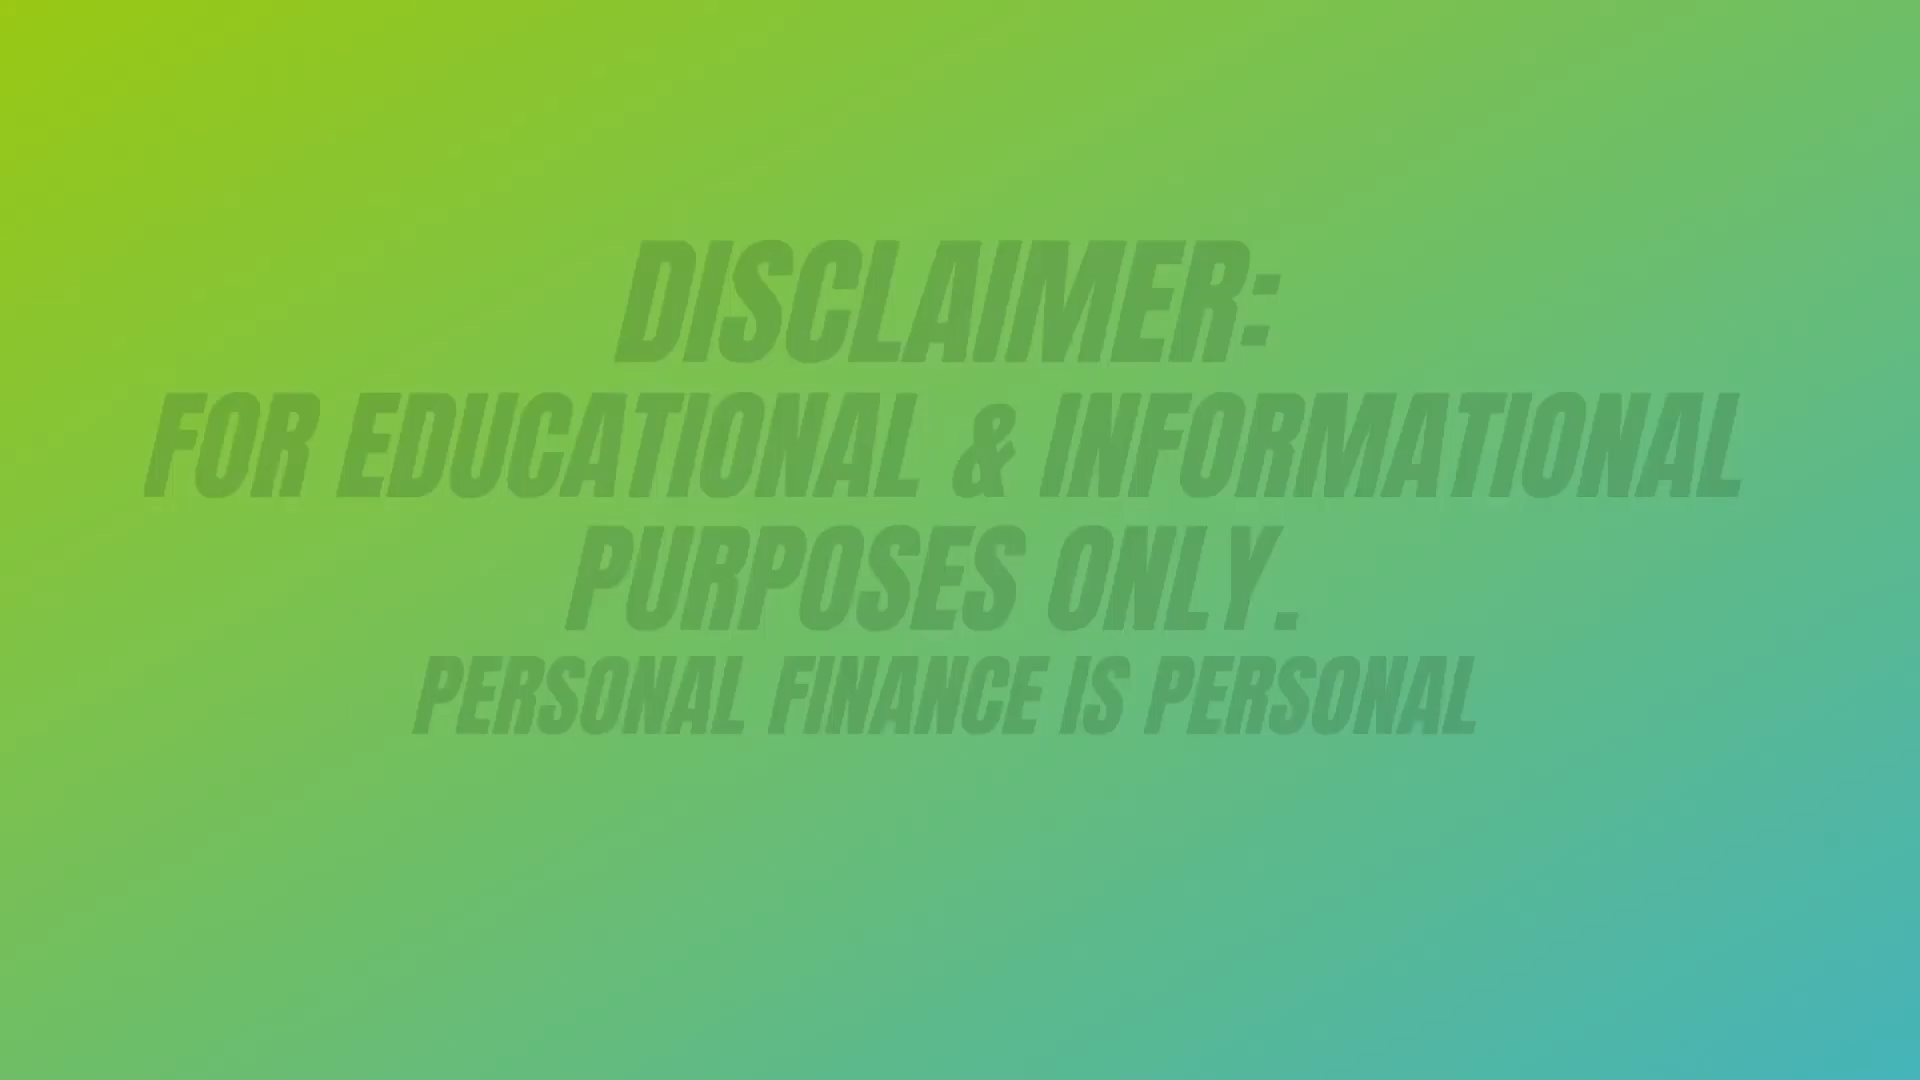 DISCLAIMER:
FOR EDUCATIONAL & INFORMATIONAL
PURPOSES ONLY.
PERSONAL FINANCE IS PERSONAL